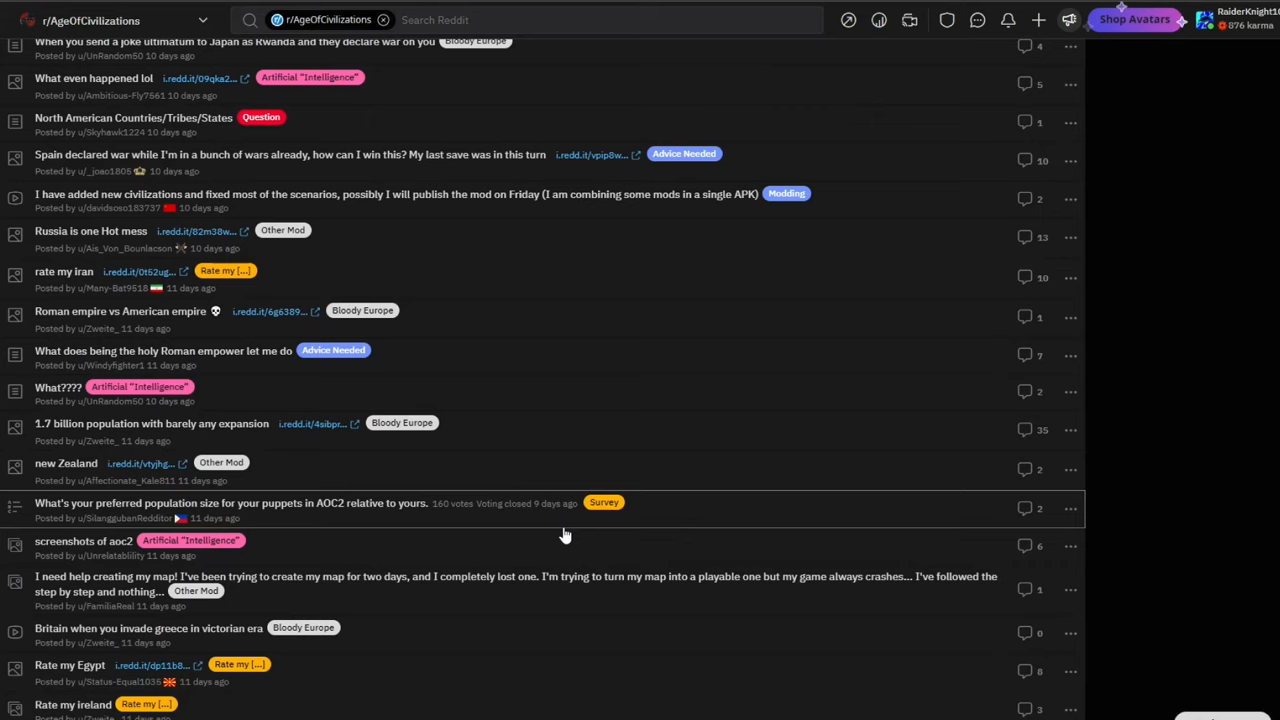 r/AgeOfCivilizations
r/AgeOfCivilizations Search Reddit
Shop Avatars
RaiderKnight10
876 karma
When you send a joke ultimatum to Japan as Rwanda and they declare war on you Bloody Europe
Posted by u/UnRandom50 10 days ago
4
What even happened lol i.redd.it/09qka2... Artificial "Intelligence"
Posted by u/Ambitious-Fly7561 10 days ago
5
North American Countries/Tribes/States Question
Posted by u/Skyhawk1224 10 days ago
1
Spain declared war while I'm in a bunch of wars already, how can I win this? My last save was in this turn i.redd.it/vpip8w... Advice Needed
Posted by u/_joao1805 10 days ago
10
I have added new civilizations and fixed most of the scenarios, possibly I will publish the mod on Friday (I am combining some mods in a single APK) Modding
Posted by u/davidsoso183737 10 days ago
2
Russia is one Hot mess i.redd.it/82m38w... Other Mod
Posted by u/Ais_Von_Bounlacson 10 days ago
13
rate my iran i.redd.it/0t52ug... Rate my [...]
Posted by u/Many-Bat9518 11 days ago
10
Roman empire vs American empire 💀 i.redd.it/6g6389... Bloody Europe
Posted by u/Zweite_ 11 days ago
1
What does being the holy Roman empower let me do Advice Needed
Posted by u/Windyfighter1 11 days ago
7
What???? Artificial "Intelligence"
Posted by u/UnRandom50 10 days ago
2
1.7 billion population with barely any expansion i.redd.it/4sibpr... Bloody Europe
Posted by u/Zweite_ 11 days ago
35
new Zealand i.redd.it/vtyjhg... Other Mod
Posted by u/Affectionate_Kale811 11 days ago
2
What's your preferred population size for your puppets in AOC2 relative to yours. 160 votes Voting closed 9 days ago Survey
Posted by u/SilanggubanRedditor 11 days ago
2
screenshots of aoc2 Artificial "Intelligence"
Posted by u/Unrelatablility 11 days ago
6
I need help creating my map! I've been trying to create my map for two days, and I completely lost one. I'm trying to turn my map into a playable one but my game always crashes... I've followed the
step by step and nothing... Other Mod
Posted by u/FamiliaReal 11 days ago
1
Britain when you invade greece in victorian era Bloody Europe
Posted by u/Zweite_ 11 days ago
0
Rate my Egypt i.redd.it/dp11b8... Rate my [...]
Posted by u/Status-Equal1035 11 days ago
8
Rate my ireland Rate my [...]
Posted by u/Zweite_ 11 days ago
3